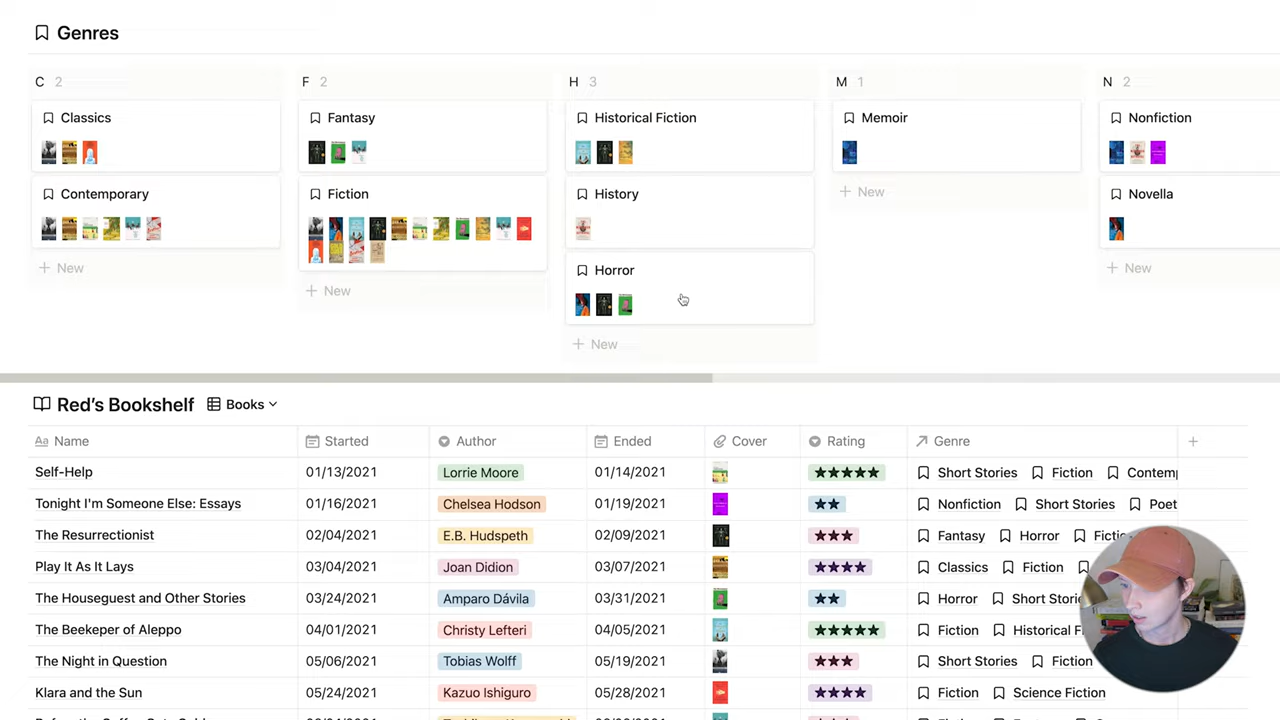 Genres
C 2
F 2
H 3
M 1
N 2
Classics
Fantasy
Historical Fiction
Memoir
Nonfiction
Contemporary
Fiction
History
+ New
Novella
+ New
+ New
Horror
+ New
+ New
Red's Bookshelf Books
Aa Name Started Author Ended Cover Rating Genre +
Self-Help 01/13/2021 Lorrie Moore 01/14/2021 ★★★★★ Short Stories Fiction Contemp
Tonight I'm Someone Else: Essays 01/16/2021 Chelsea Hodson 01/19/2021 ★★ Nonfiction Short Stories Poet
The Resurrectionist 02/04/2021 E.B. Hudspeth 02/09/2021 ★★★ Fantasy Horror Fictio
Play It As It Lays 03/04/2021 Joan Didion 03/07/2021 ★★★★ Classics Fiction
The Houseguest and Other Stories 03/24/2021 Amparo Dávila 03/31/2021 ★★ Horror Short Storie
The Beekeper of Aleppo 04/01/2021 Christy Lefteri 04/05/2021 ★★★★★ Fiction Historical Fi
The Night in Question 05/06/2021 Tobias Wolff 05/19/2021 ★★★ Short Stories Fiction
Klara and the Sun 05/24/2021 Kazuo Ishiguro 05/28/2021 ★★★★ Fiction Science Fiction